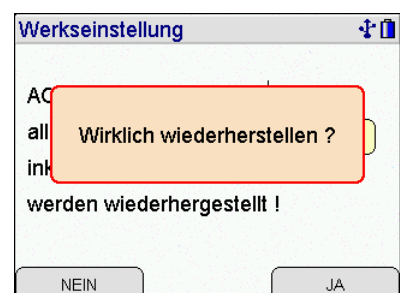 Werkseinstellung
AC
all
Wirklich wiederherstellen ?
ink
werden wiederhergestellt !
NEIN
JA